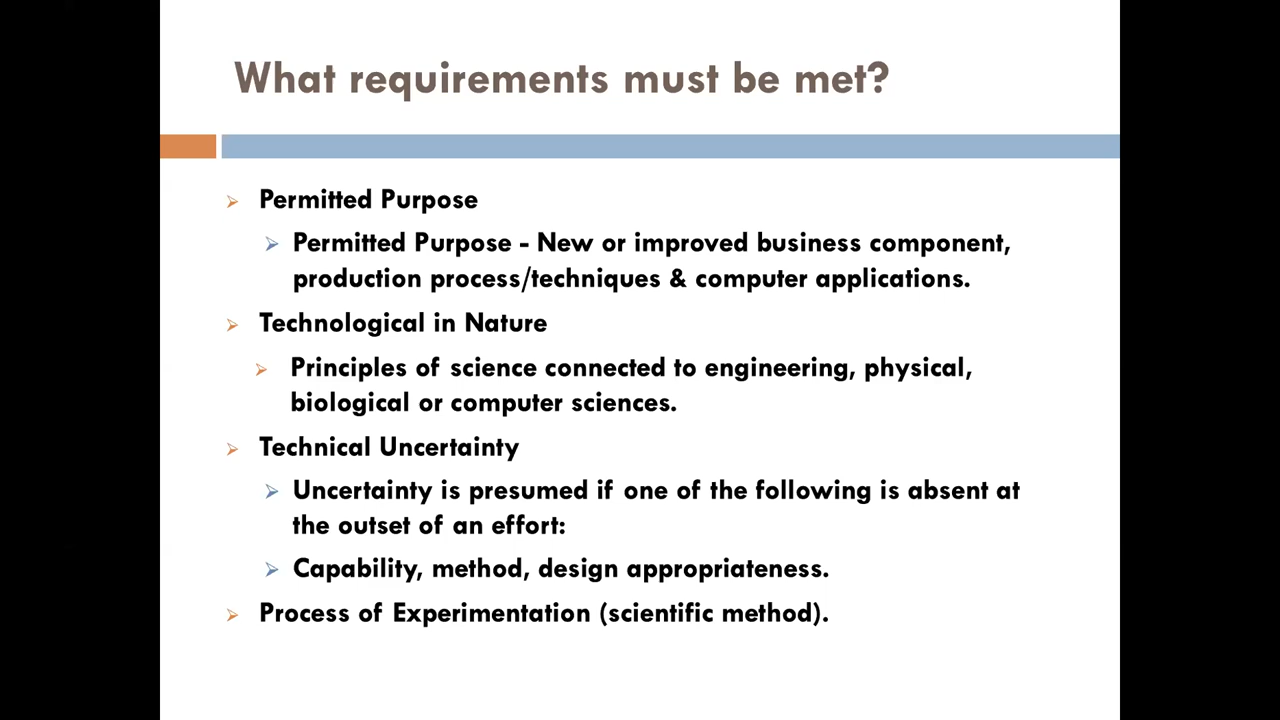 What requirements must be met?
Permitted Purpose
Permitted Purpose - New or improved business component,
production process/techniques & computer applications.
Technological in Nature
Principles of science connected to engineering, physical,
biological or computer sciences.
Technical Uncertainty
Uncertainty is presumed if one of the following is absent at
the outset of an effort:
Capability, method, design appropriateness.
Process of Experimentation (scientific method).